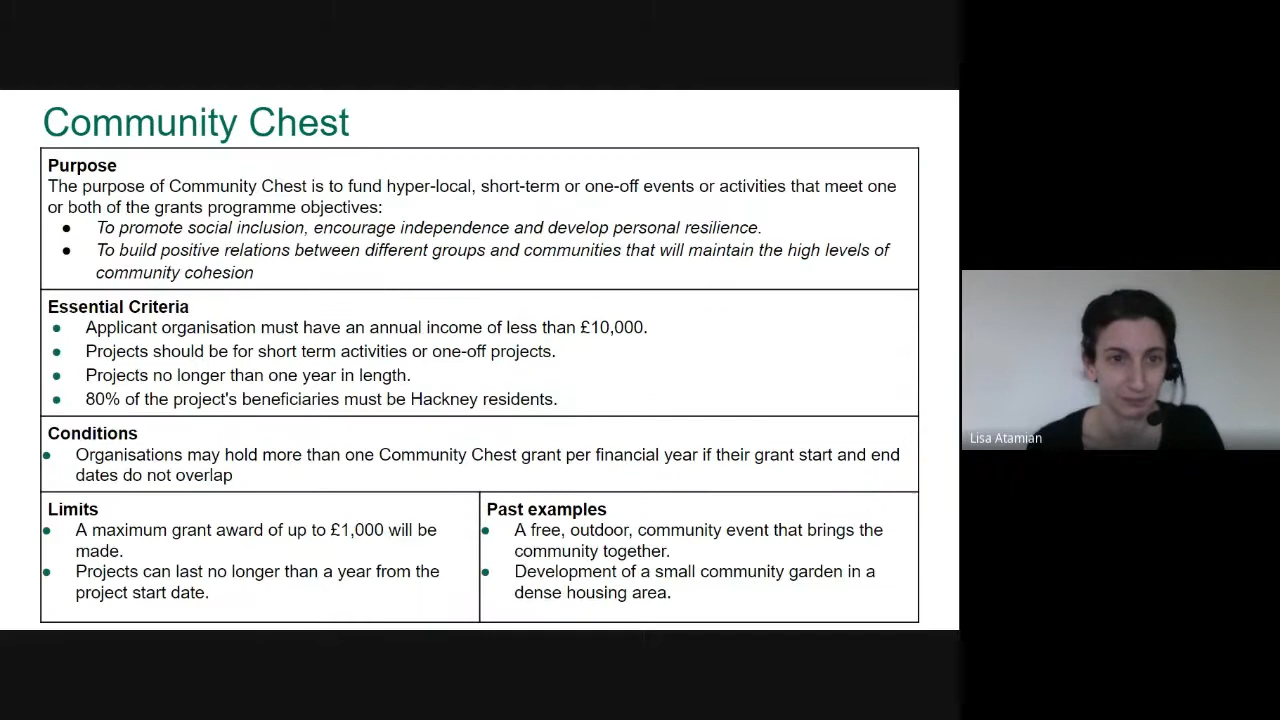 Community Chest
Purpose
The purpose of Community Chest is to fund hyper-local, short-term or one-off events or activities that meet one
or both of the grants programme objectives:
● To promote social inclusion, encourage independence and develop personal resilience.
● To build positive relations between different groups and communities that will maintain the high levels of
community cohesion
Essential Criteria
● Applicant organisation must have an annual income of less than £10,000.
● Projects should be for short term activities or one-off projects.
● Projects no longer than one year in length.
● 80% of the project's beneficiaries must be Hackney residents.
Conditions
● Organisations may hold more than one Community Chest grant per financial year if their grant start and end
dates do not overlap
Limits
● A maximum grant award of up to £1,000 will be
made.
● Projects can last no longer than a year from the
project start date.
Past examples
● A free, outdoor, community event that brings the
community together.
● Development of a small community garden in a
dense housing area.
Lisa Atamian